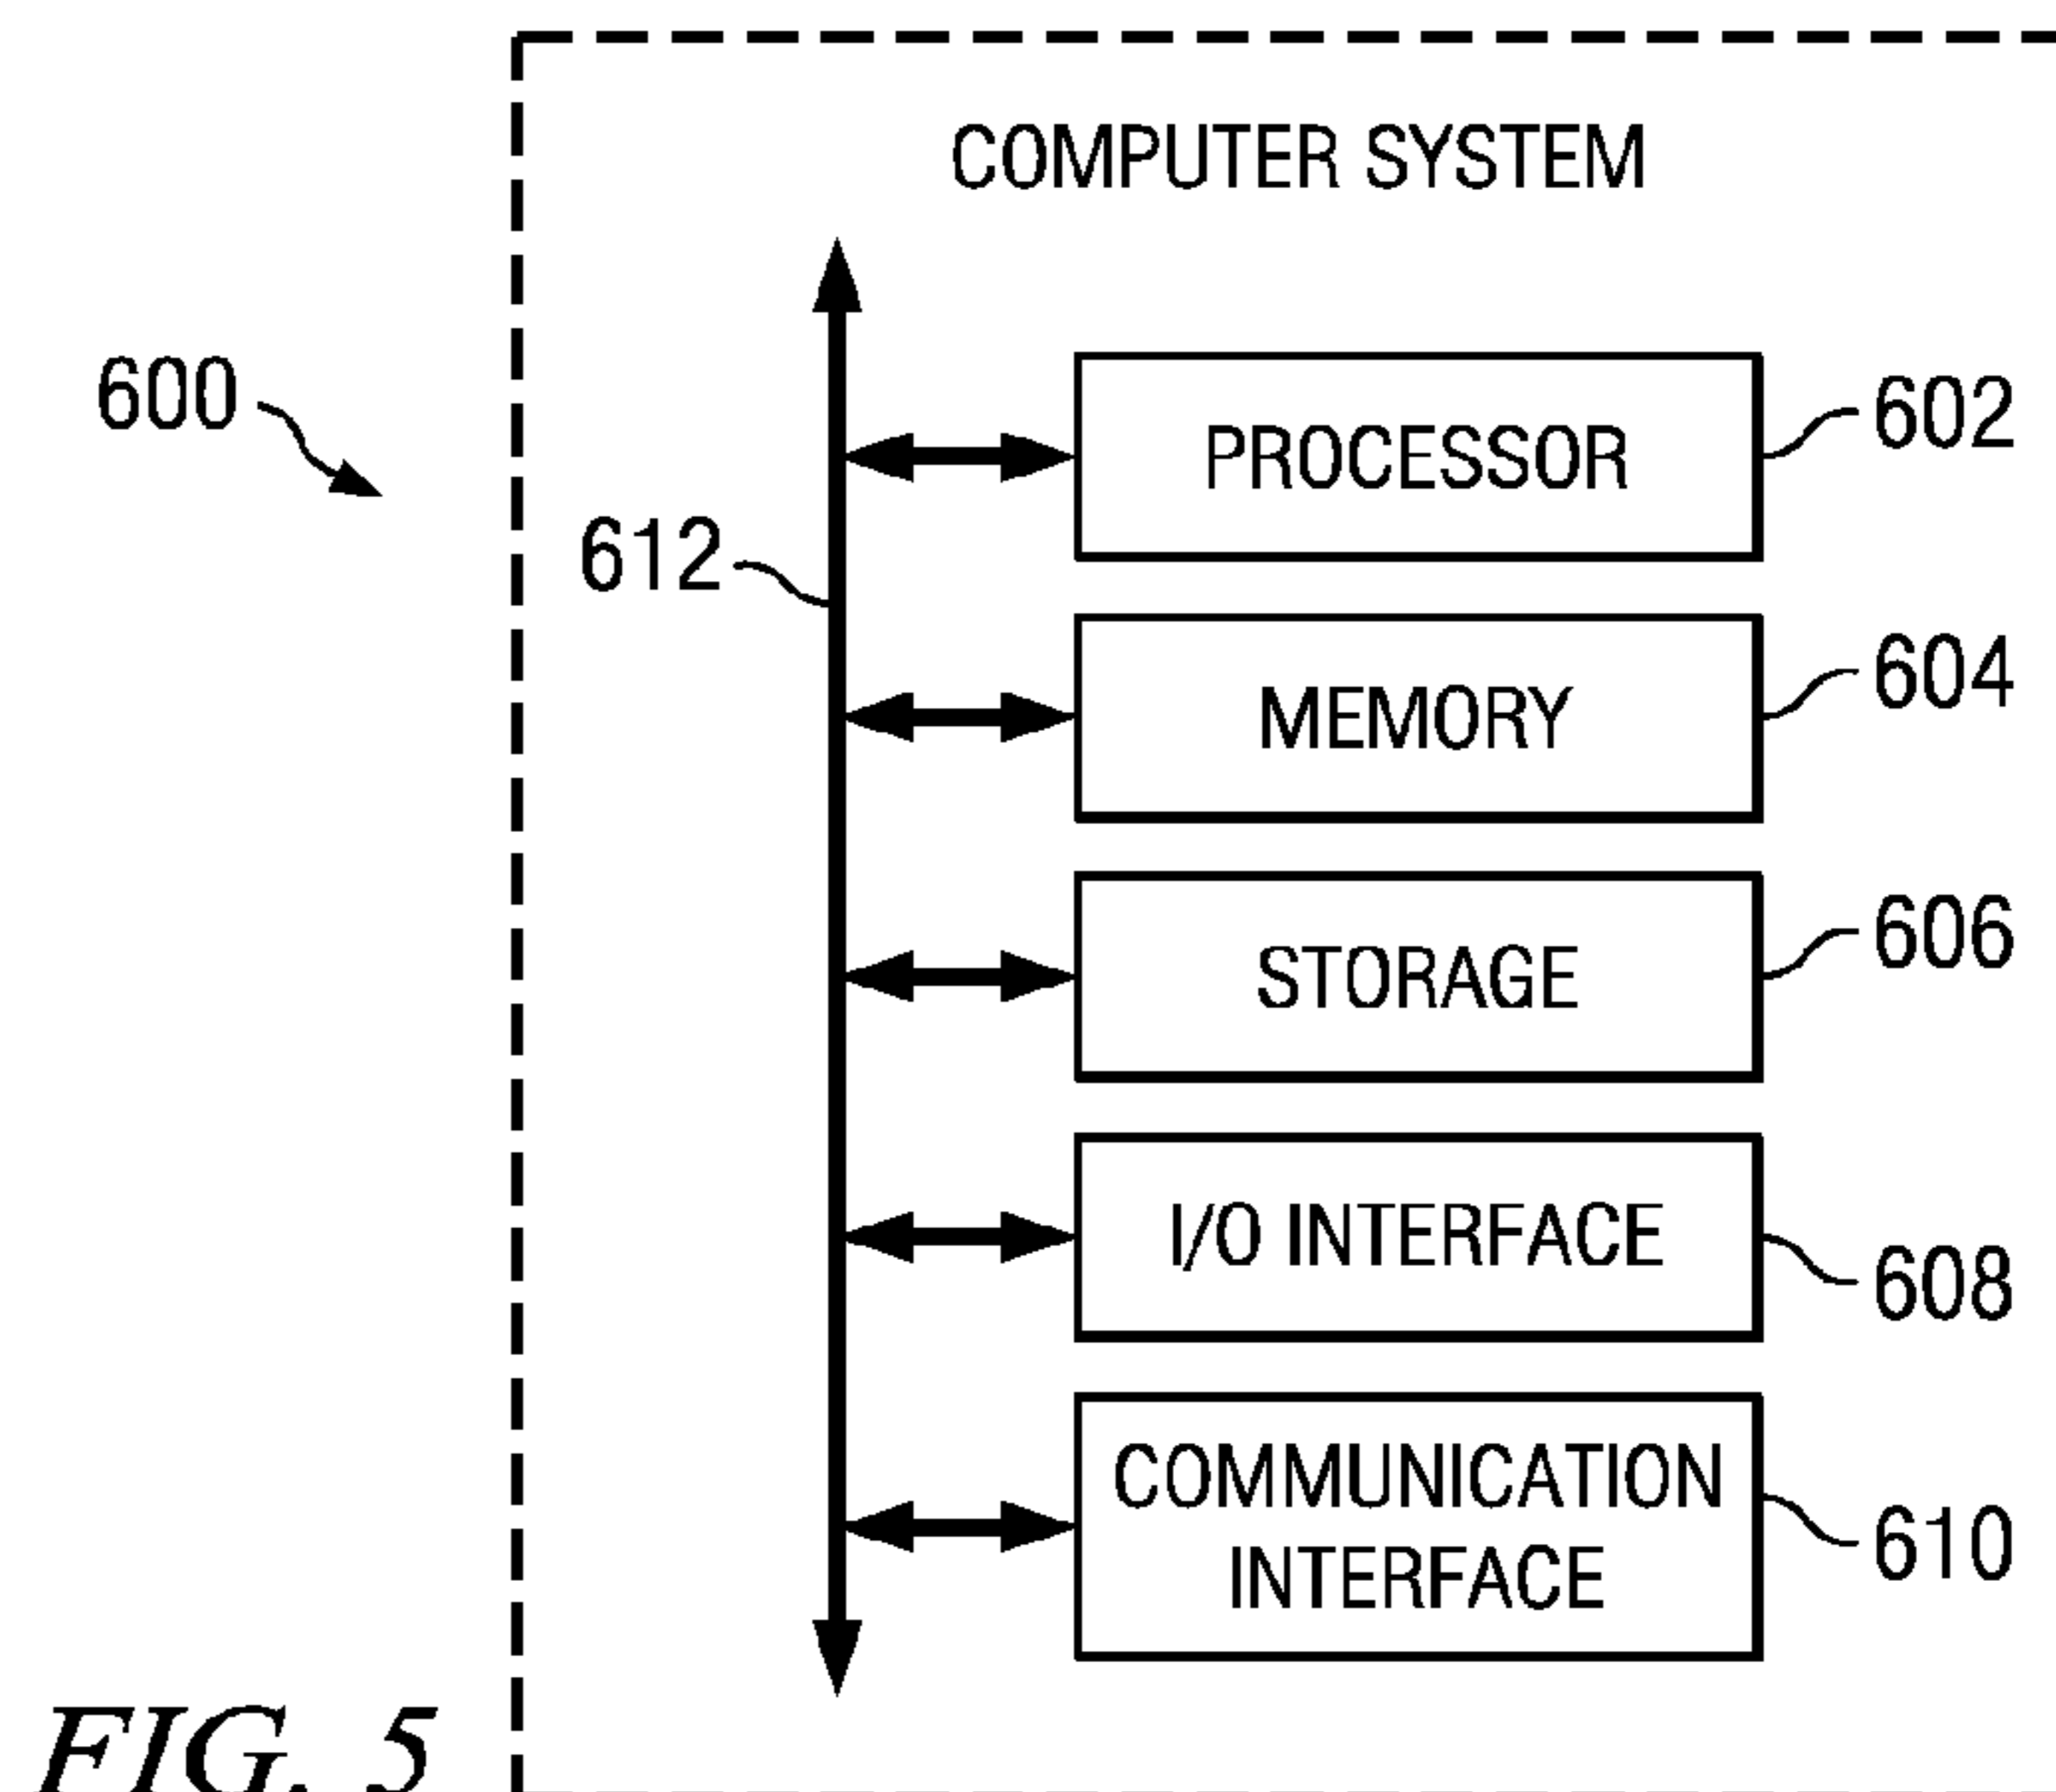 COMPUTER SYSTEM
600
PROCESSOR
602
612
MEMORY
604
STORAGE
606
I/O INTERFACE
608
COMMUNICATION
INTERFACE
610
FIG. 5